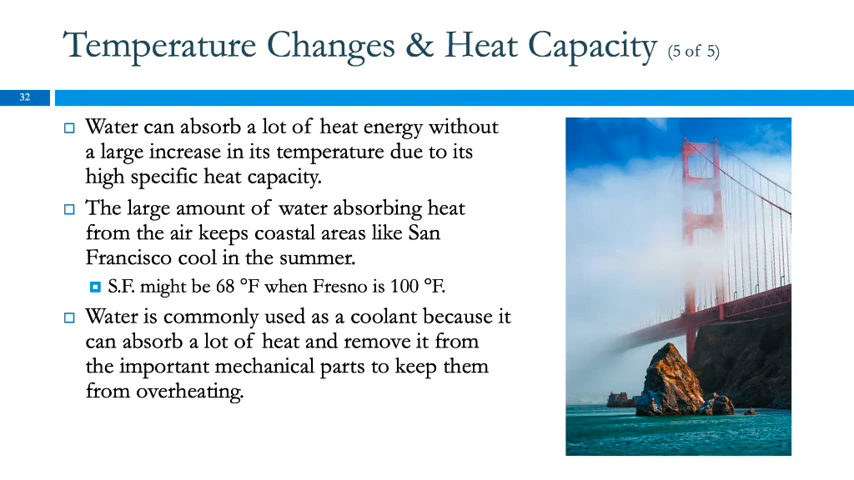 Temperature Changes & Heat Capacity (5 of 5)
32
Water can absorb a lot of heat energy without
a large increase in its temperature due to its
high specific heat capacity.
The large amount of water absorbing heat
from the air keeps coastal areas like San
Francisco cool in the summer.
S.F. might be 68 °F when Fresno is 100 °F.
Water is commonly used as a coolant because it
can absorb a lot of heat and remove it from
the important mechanical parts to keep them
from overheating.